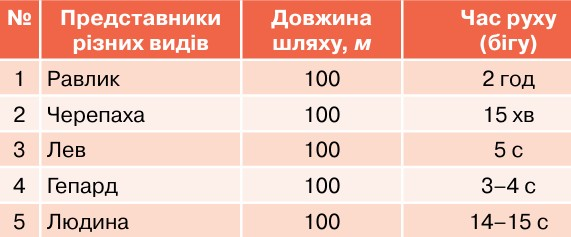 № Представники різних видів Довжина шляху, м Час руху (бігу)
1 Равлик 100 2 год
2 Черепаха 100 15 хв
3 Лев 100 5 с
4 Гепард 100 3–4 с
5 Людина 100 14–15 с